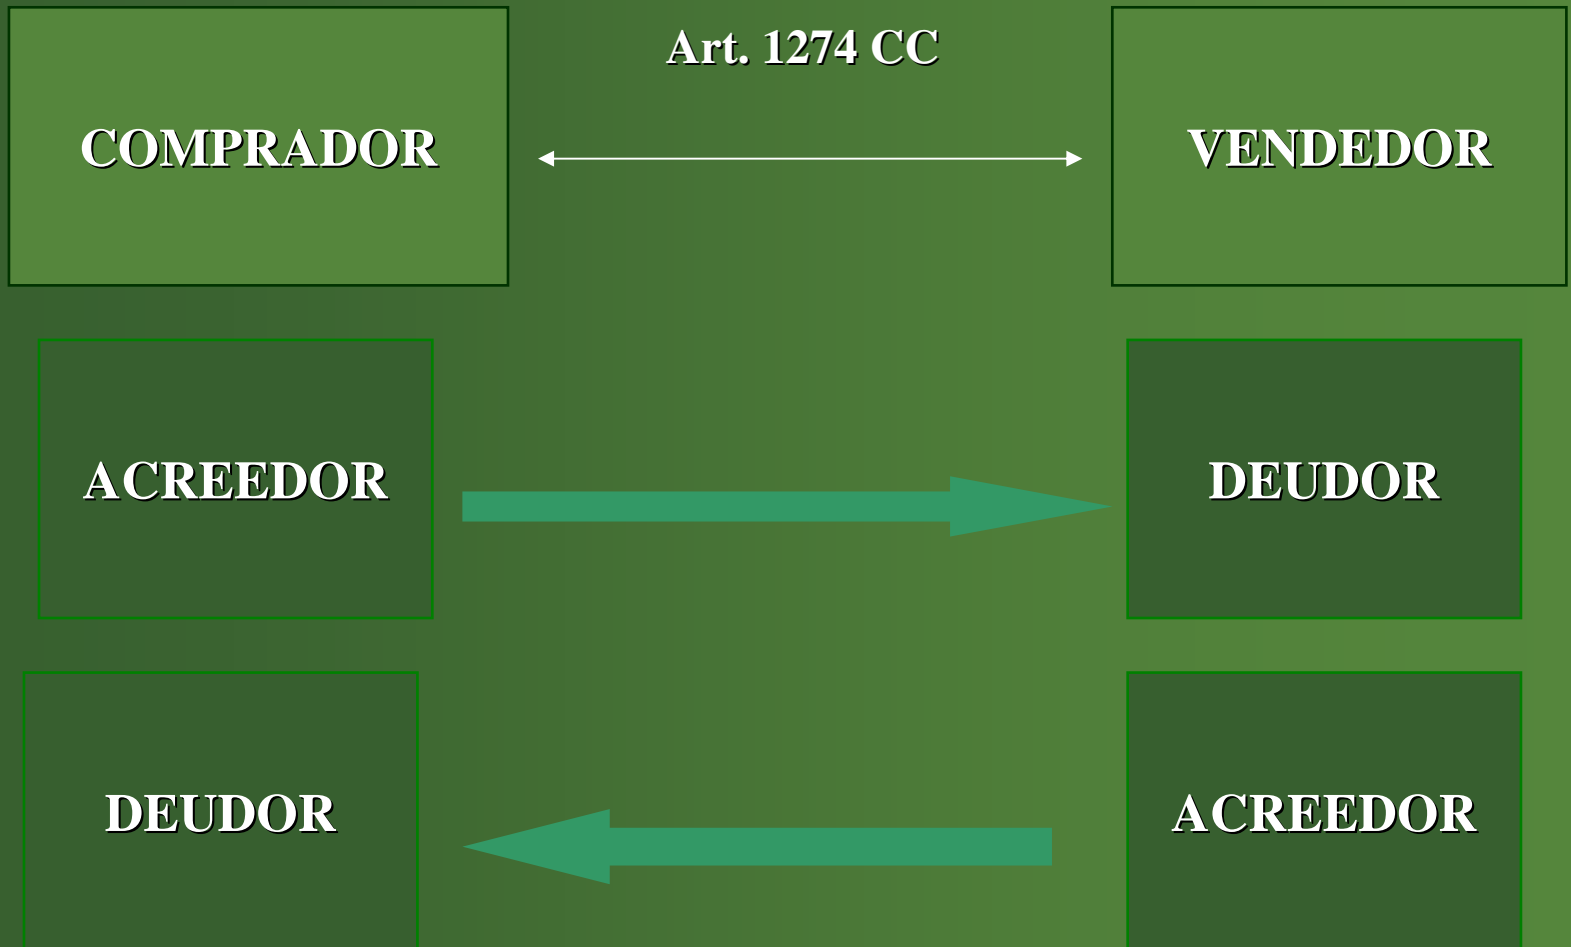 Art. 1274 CC
COMPRADOR
VENDEDOR
ACREEDOR
DEUDOR
DEUDOR
ACREEDOR